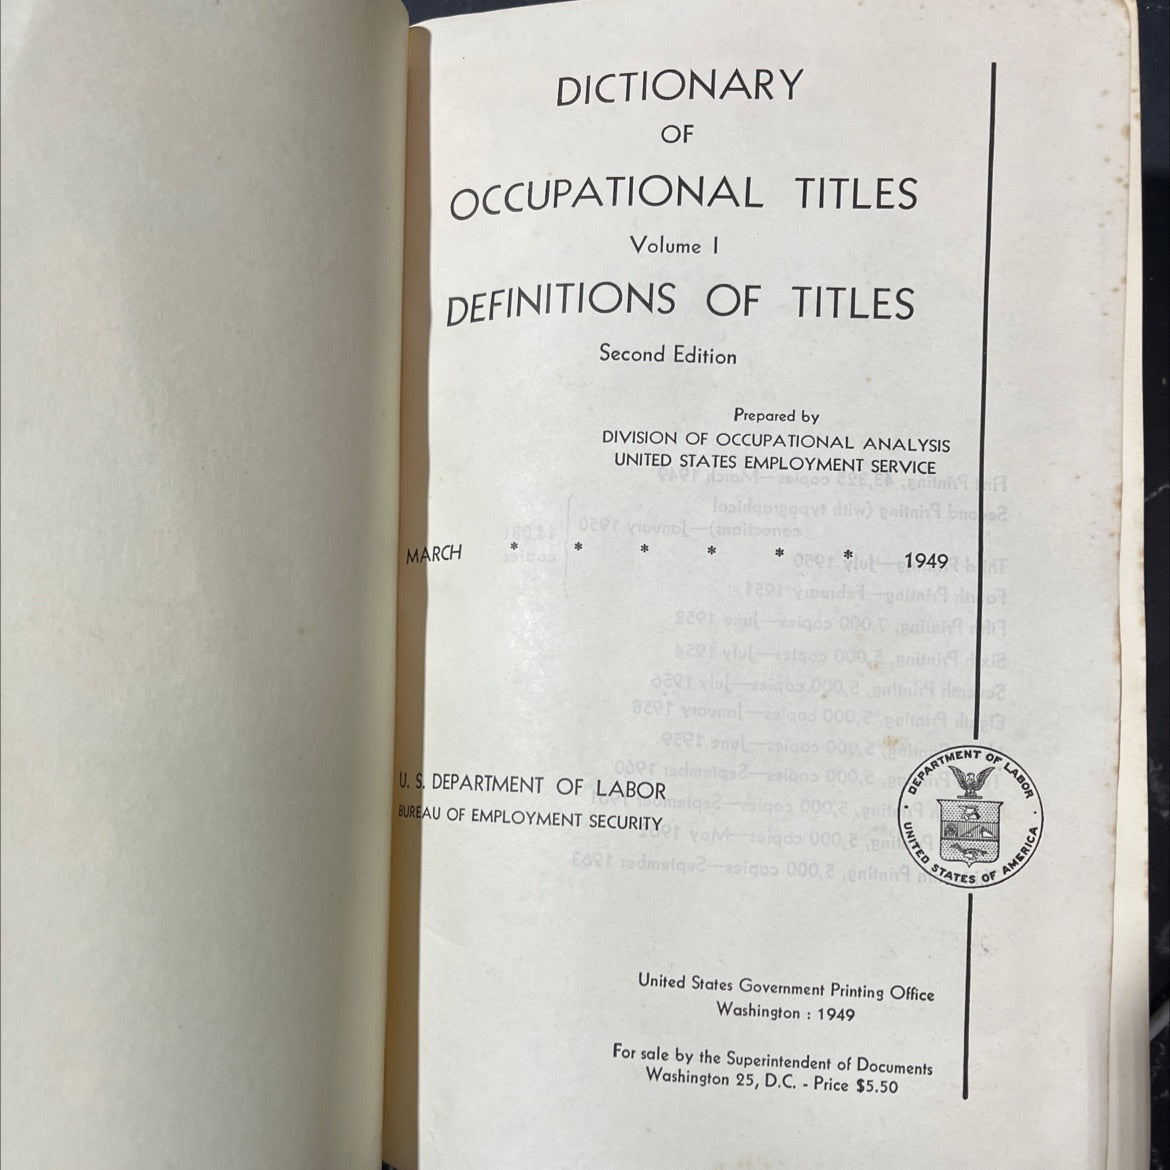 DICTIONARY
OF
OCCUPATIONAL TITLES
Volume I
DEFINITIONS OF TITLES
Second Edition
Prepared by
DIVISION OF OCCUPATIONAL ANALYSIS
UNITED STATES EMPLOYMENT SERVICE
MARCH * * * * * * 1949
U. S. DEPARTMENT OF LABOR
BUREAU OF EMPLOYMENT SECURITY
DEPARTMENT OF LABOR
UNITED STATES OF AMERICA
United States Government Printing Office
Washington : 1949
For sale by the Superintendent of Documents
Washington 25, D.C. - Price $5.50